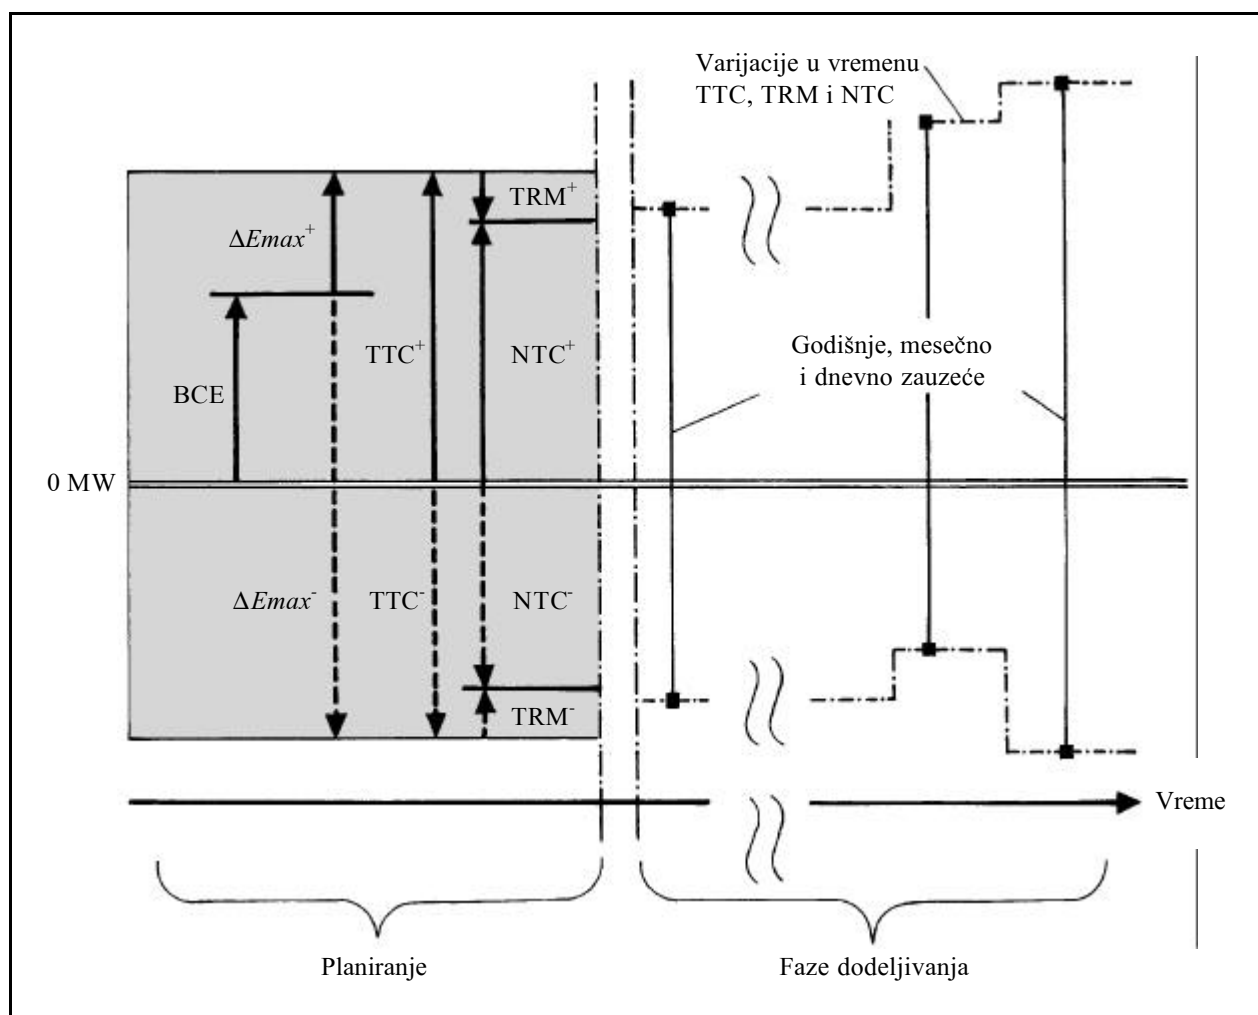 Varijacije u vremenu
TTC, TRM i NTC
TRM+
ΔEmax+
TTC+
NTC+
BCE
Godišnje, mesečno
i dnevno zauzeće
0 MW
ΔEmax-
TTC-
NTC-
TRM-
Vreme
Planiranje
Faze dodeljivanja